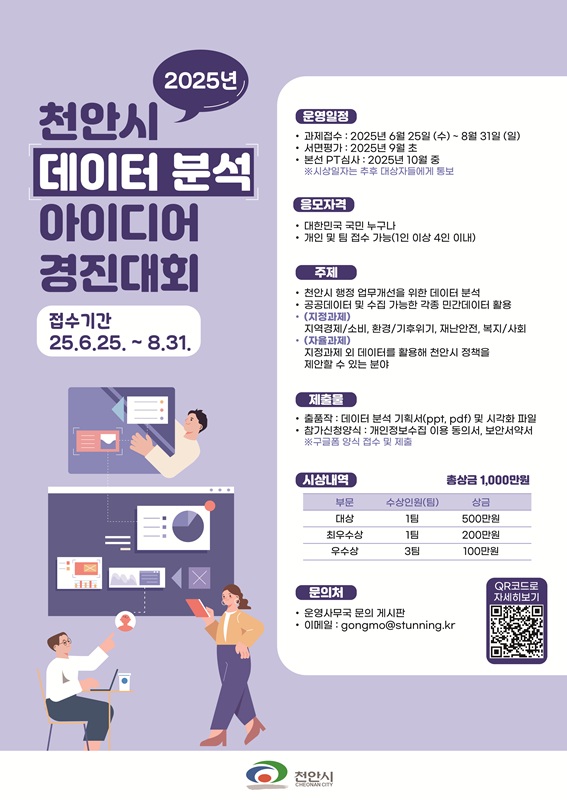 2025년
천안시
데이터 분석
아이디어
경진대회
접수기간
25.6.25. ~ 8.31.
운영일정
• 과제접수 : 2025년 6월 25일 (수) ~ 8월 31일 (일)
• 서면평가 : 2025년 9월 초
• 본선 PT심사 : 2025년 10월 중
※시상일자는 추후 대상자들에게 통보
응모자격
• 대한민국 국민 누구나
• 개인 및 팀 접수 가능(1인 이상 4인 이내)
주제
• 천안시 행정 업무개선을 위한 데이터 분석
• 공공데이터 및 수집 가능한 각종 민간데이터 활용
• (지정과제)
지역경제/소비, 환경/기후위기, 재난안전, 복지/사회
• (자율과제)
지정과제 외 데이터를 활용해 천안시 정책을
제안할 수 있는 분야
제출물
• 출품작 : 데이터 분석 기획서(ppt, pdf) 및 시각화 파일
• 참가신청양식 : 개인정보수집 이용 동의서, 보안서약서
※구글폼 양식 접수 및 제출
시상내역 총상금 1,000만원
부문 수상인원(팀) 상금
대상 1팀 500만원
최우수상 1팀 200만원
우수상 3팀 100만원
문의처
• 운영사무국 문의 게시판
• 이메일 : gongmo@stunning.kr
QR코드로
자세히보기
천안시
CHEONAN CITY